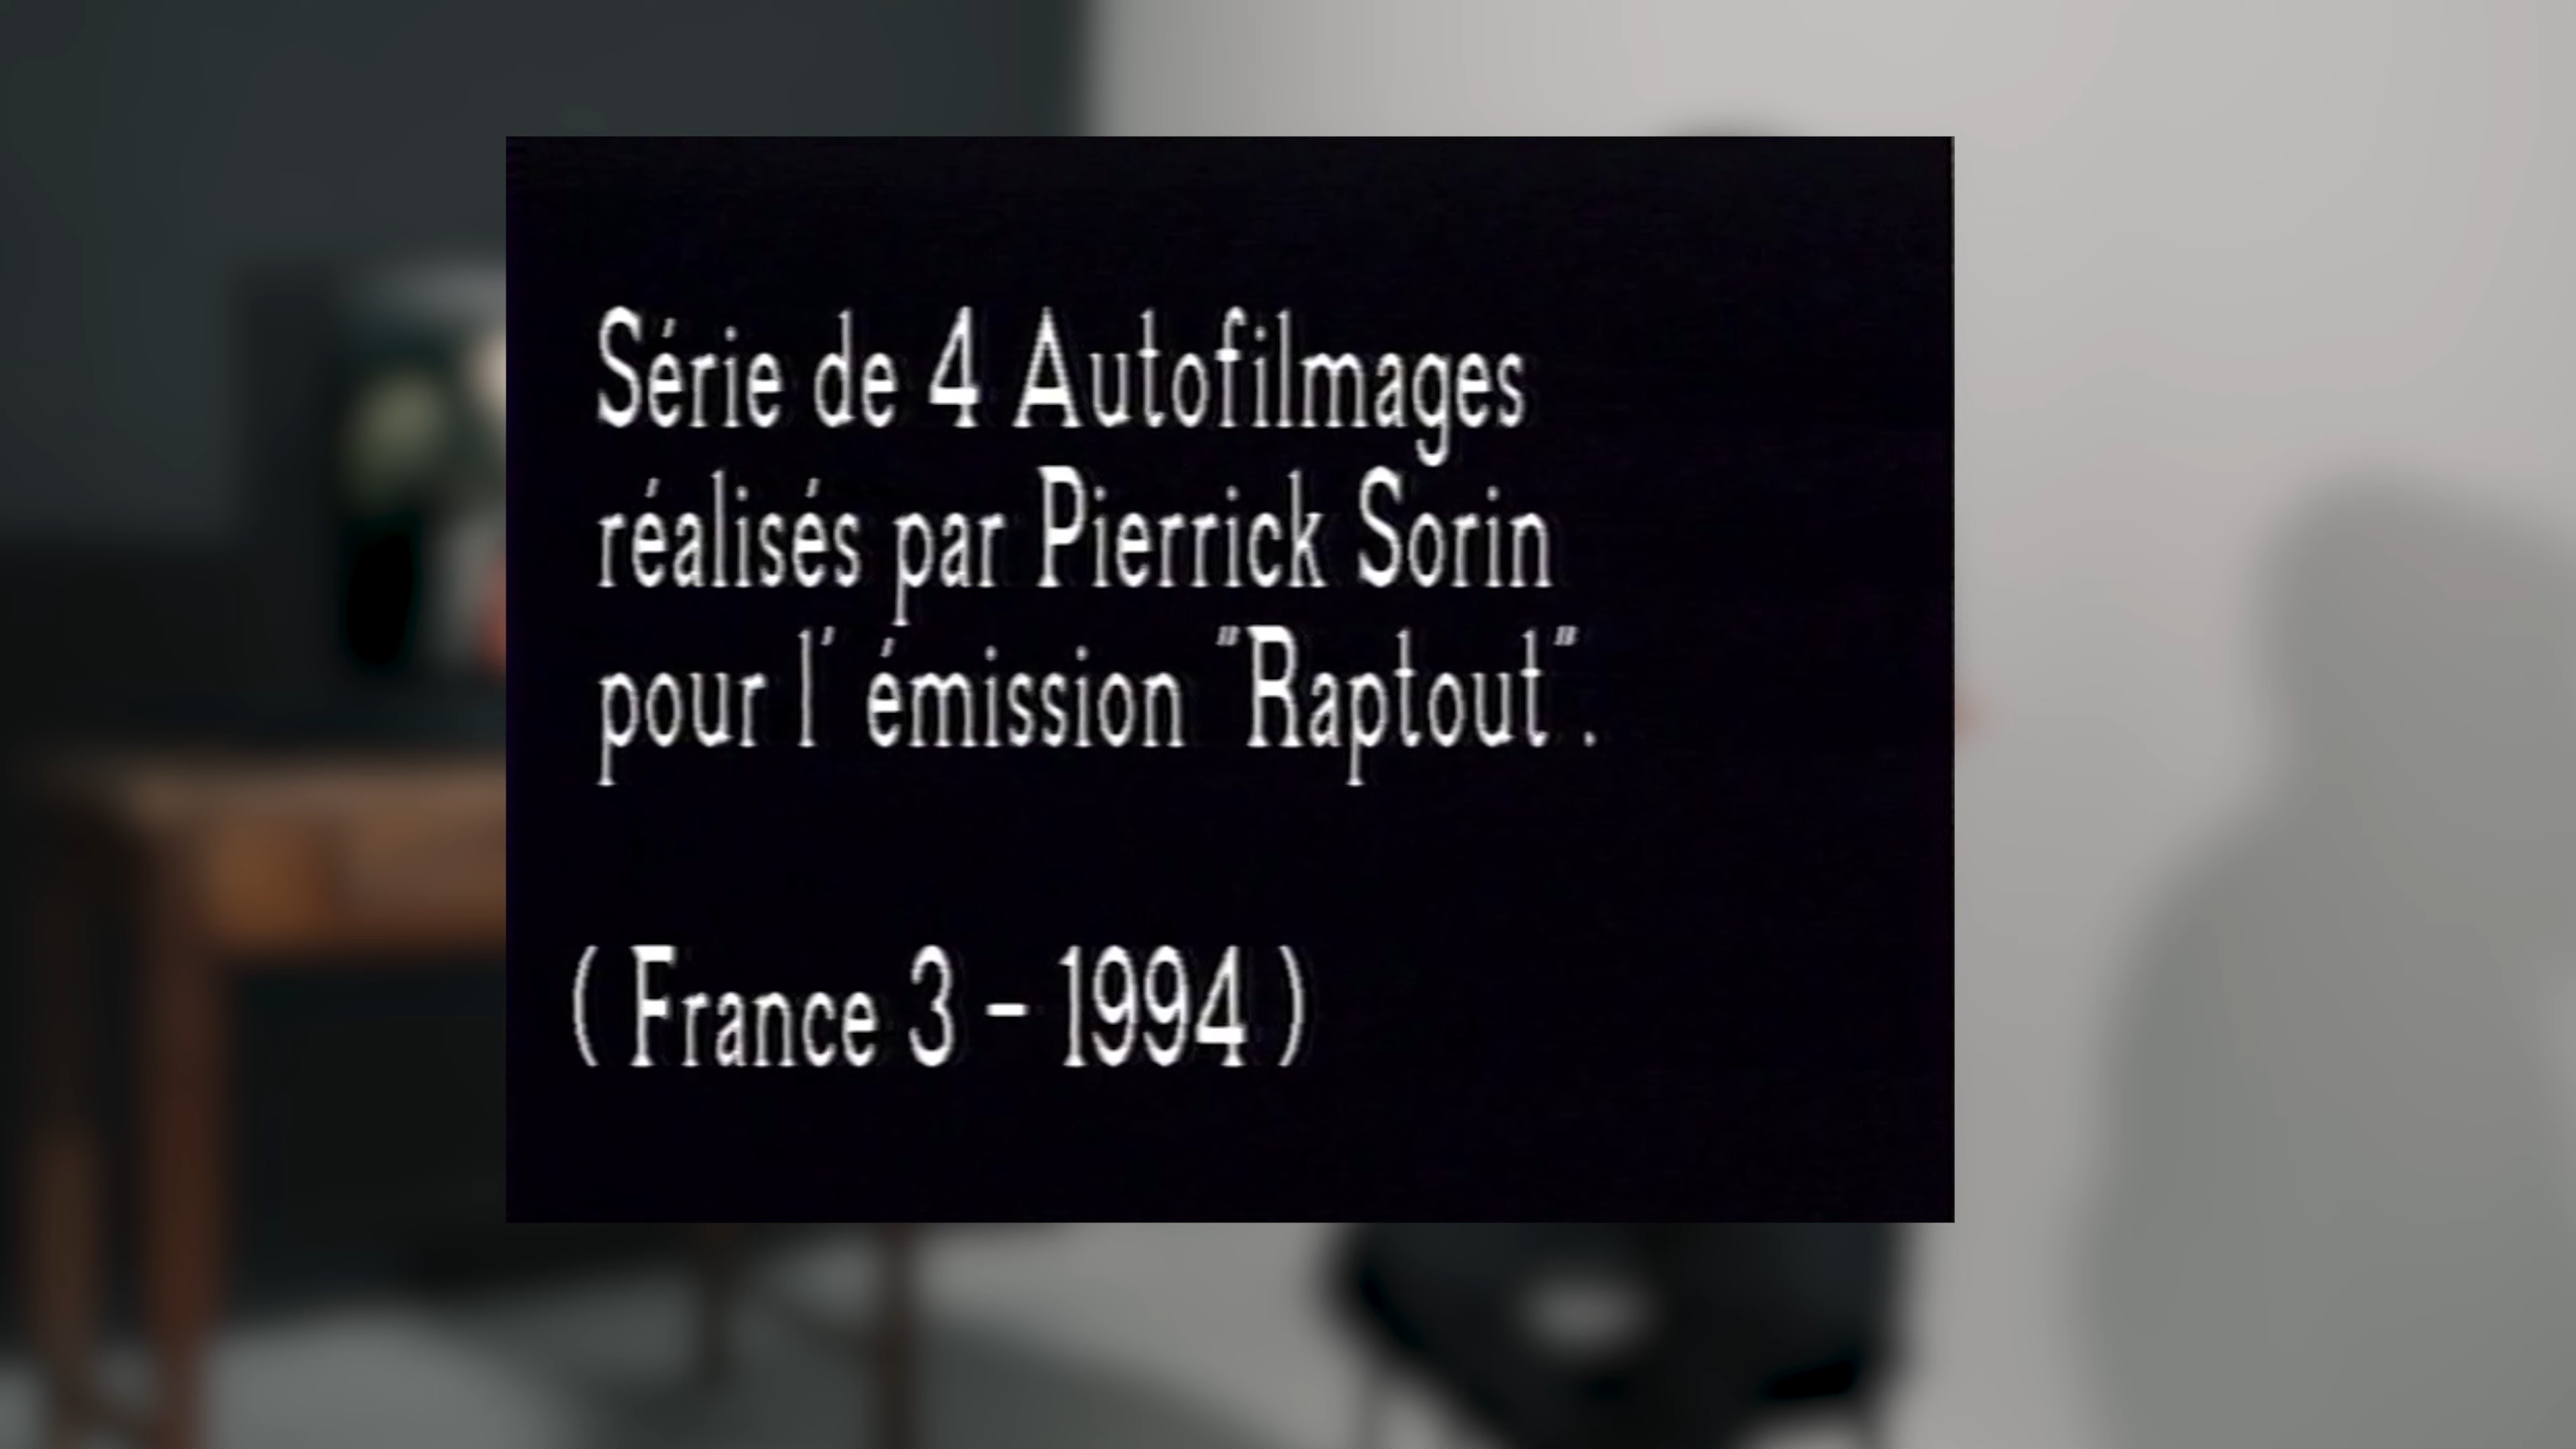 Série de 4 Autofilmages
réalisés par Pierrick Sorin
pour l' émission "Raptout".
( France 3 - 1994 )